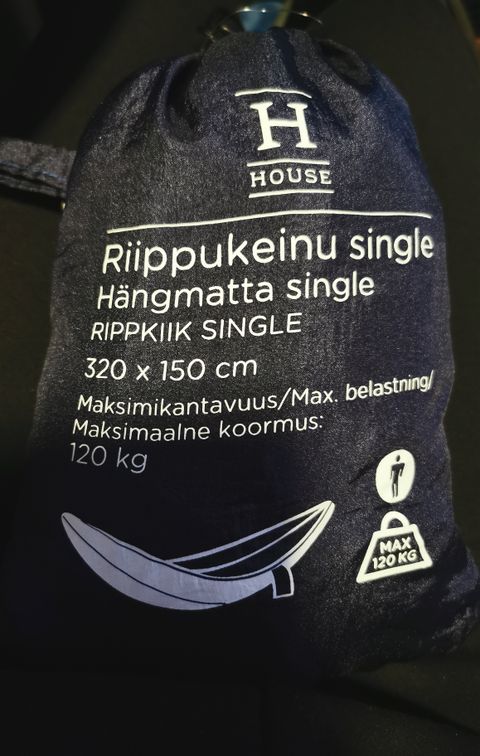 H
HOUSE
Riippukeinu single
Hängmatta single
RIPPKIIK SINGLE
320 x 150 cm
Maksimikantavuus/Max. belastning/
Maksimaalne koormus:
120 kg
MAX
120 KG